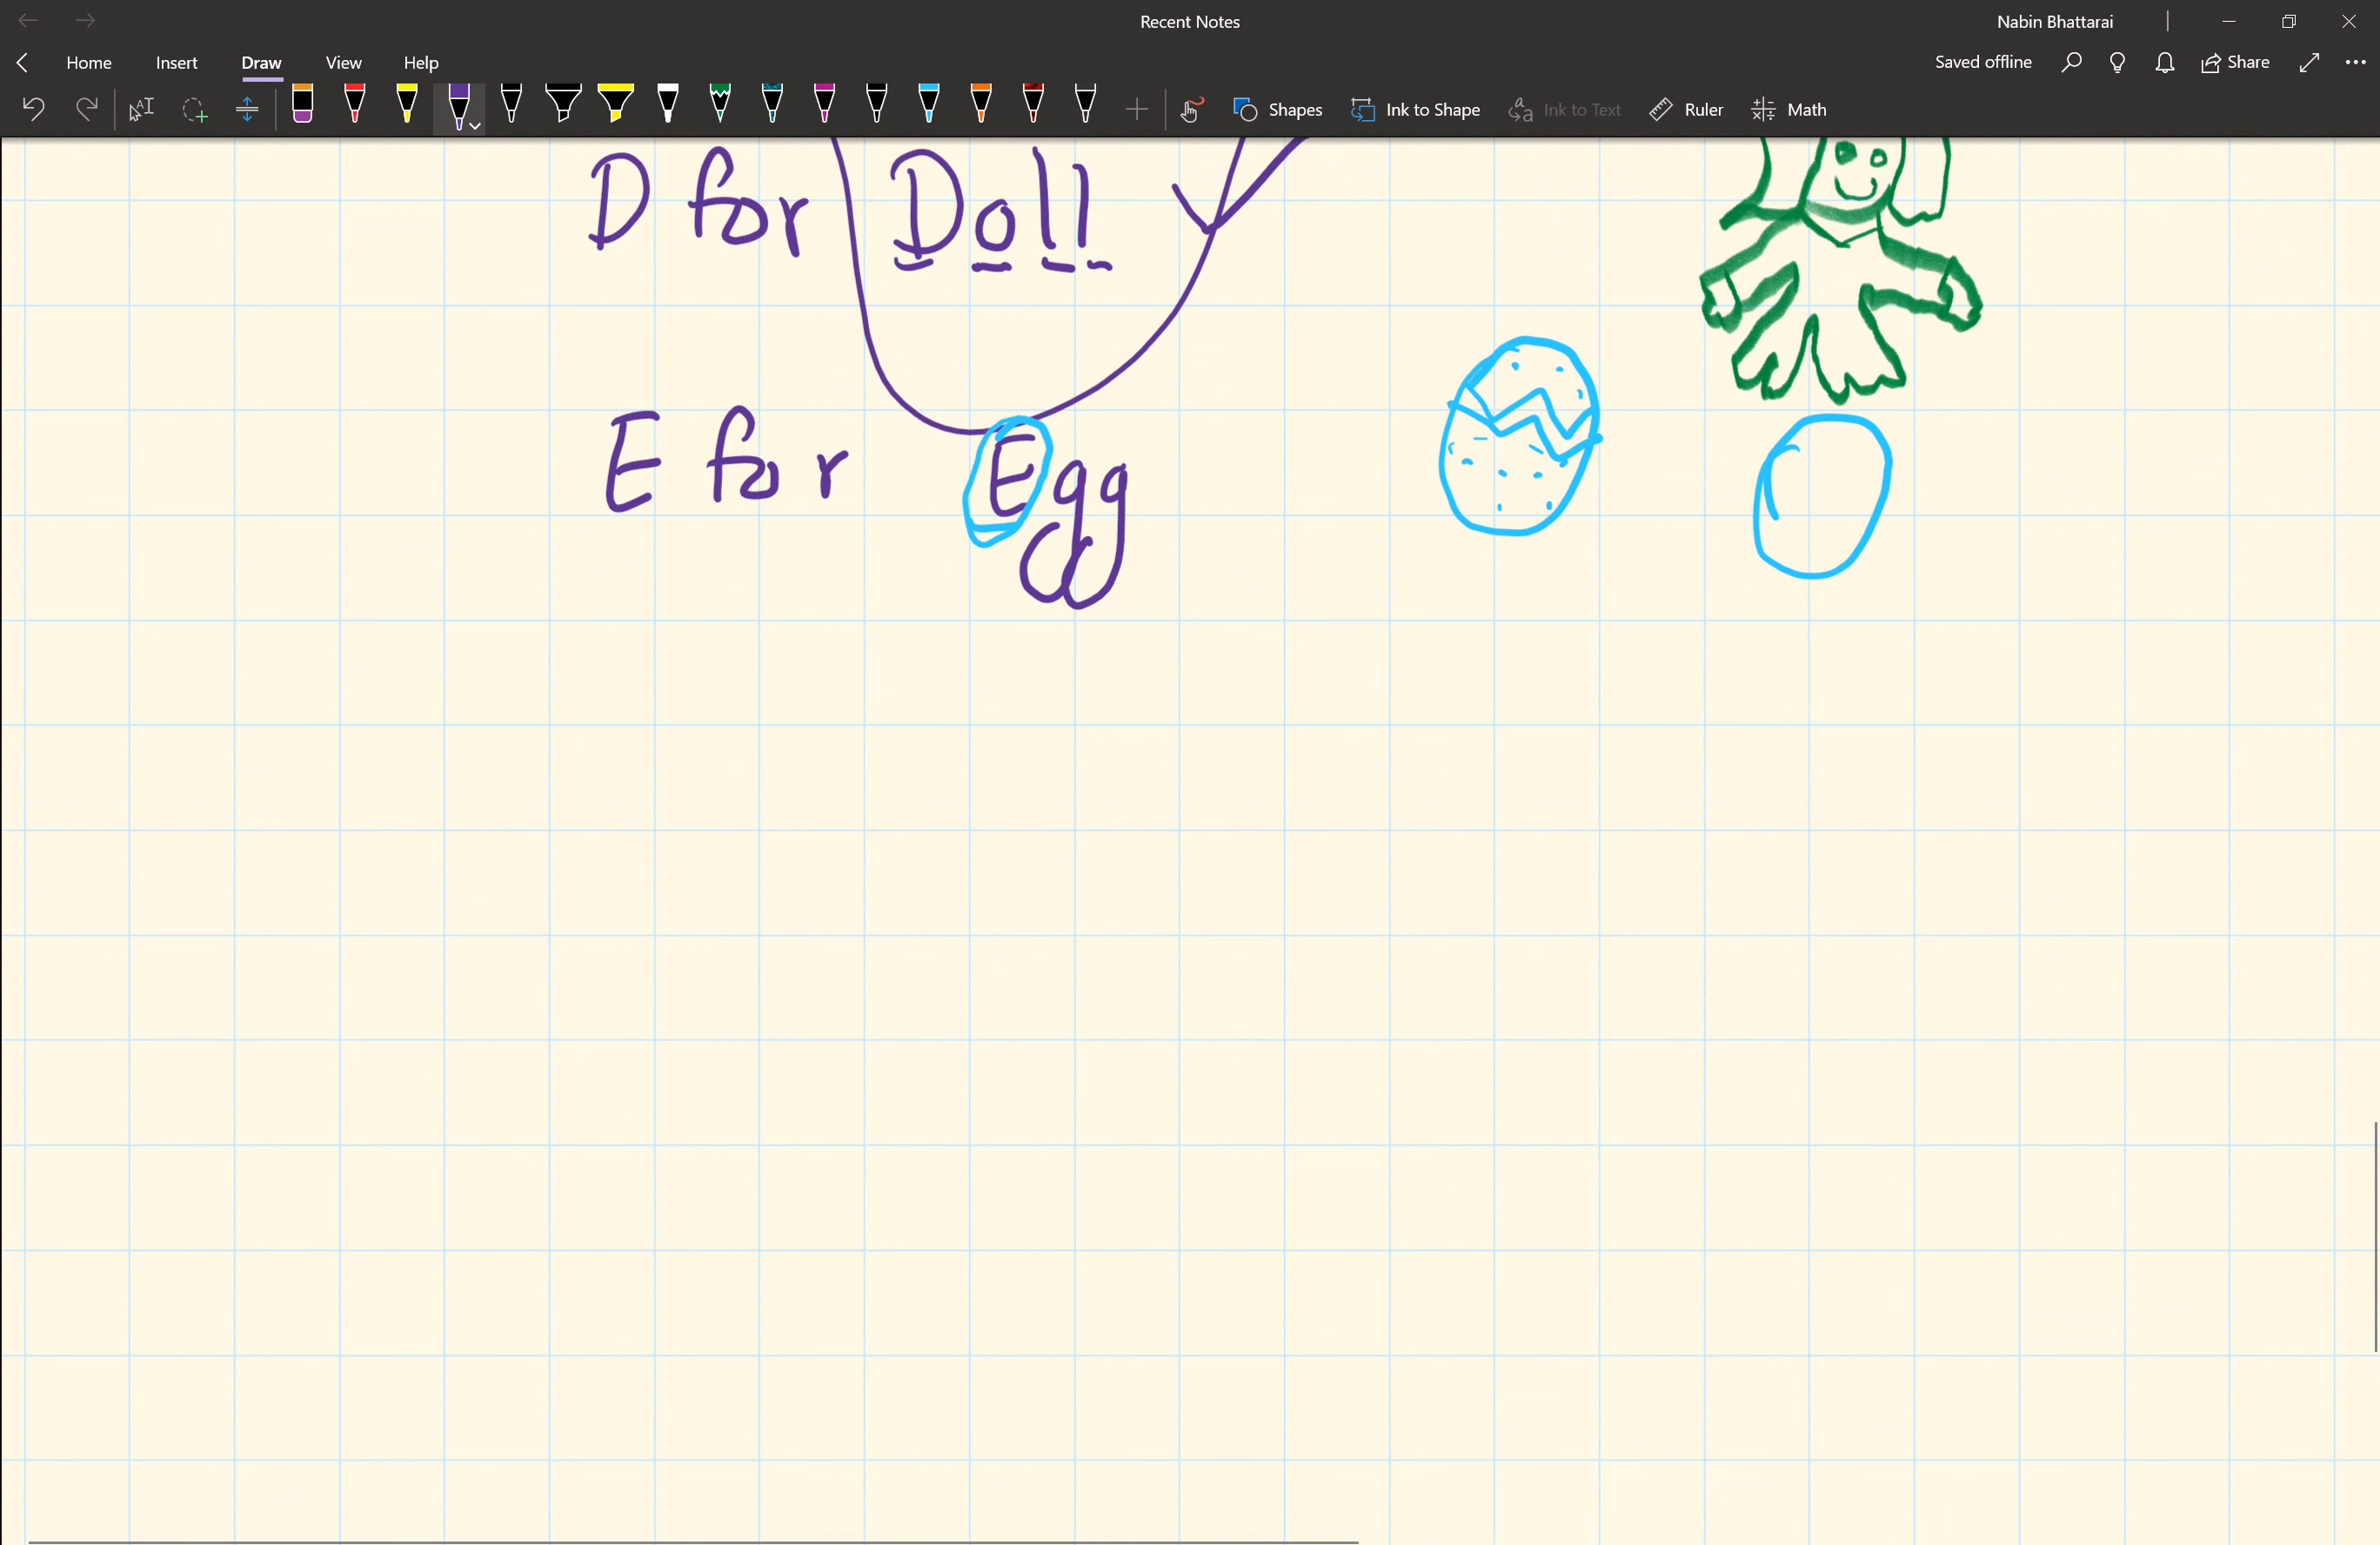 Recent Notes
Nabin Bhattarai
Home Insert Draw View Help
Saved offline
Share
Shapes
Ink to Shape
Ink to Text
Ruler
Math
D for Doll
E for Egg